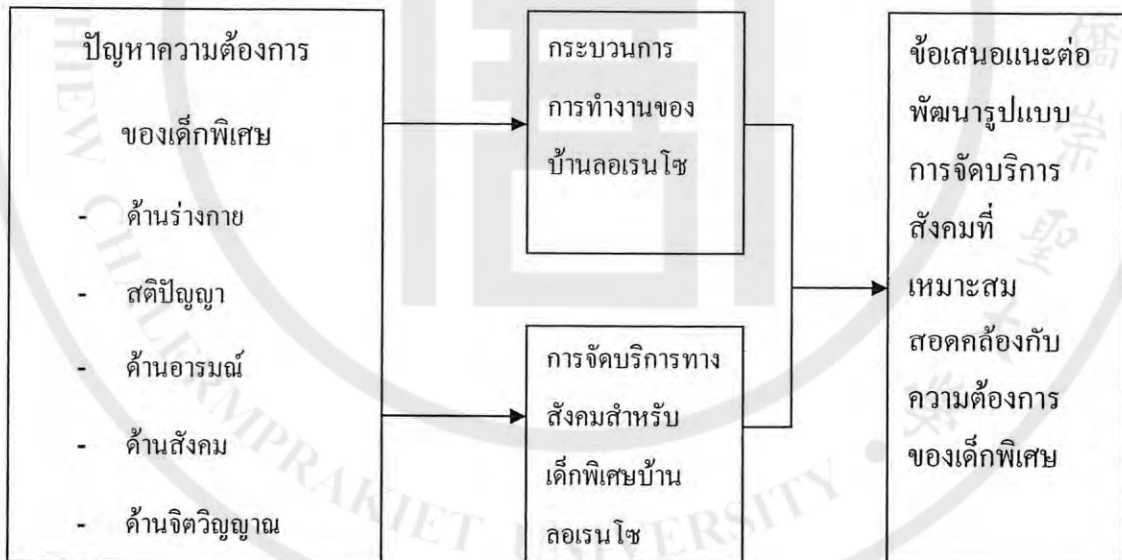 ปัญหาความต้องการ
ของเด็กพิเศษ
- ด้านร่างกาย
- สติปัญญา
- ด้านอารมณ์
- ด้านสังคม
- ด้านจิตวิญญาณ
กระบวนการ
การทำงานของ
บ้านลอเรนโซ
การจัดบริการทาง
สังคมสำหรับ
เด็กพิเศษบ้าน
ลอเรนโซ
ข้อเสนอแนะต่อ
พัฒนารูปแบบ
การจัดบริการ
สังคมที่
เหมาะสม
สอดคล้องกับ
ความต้องการ
ของเด็กพิเศษ
HIEW CHALERMPRAKIET UNIVERSITY
僑崇聖大學